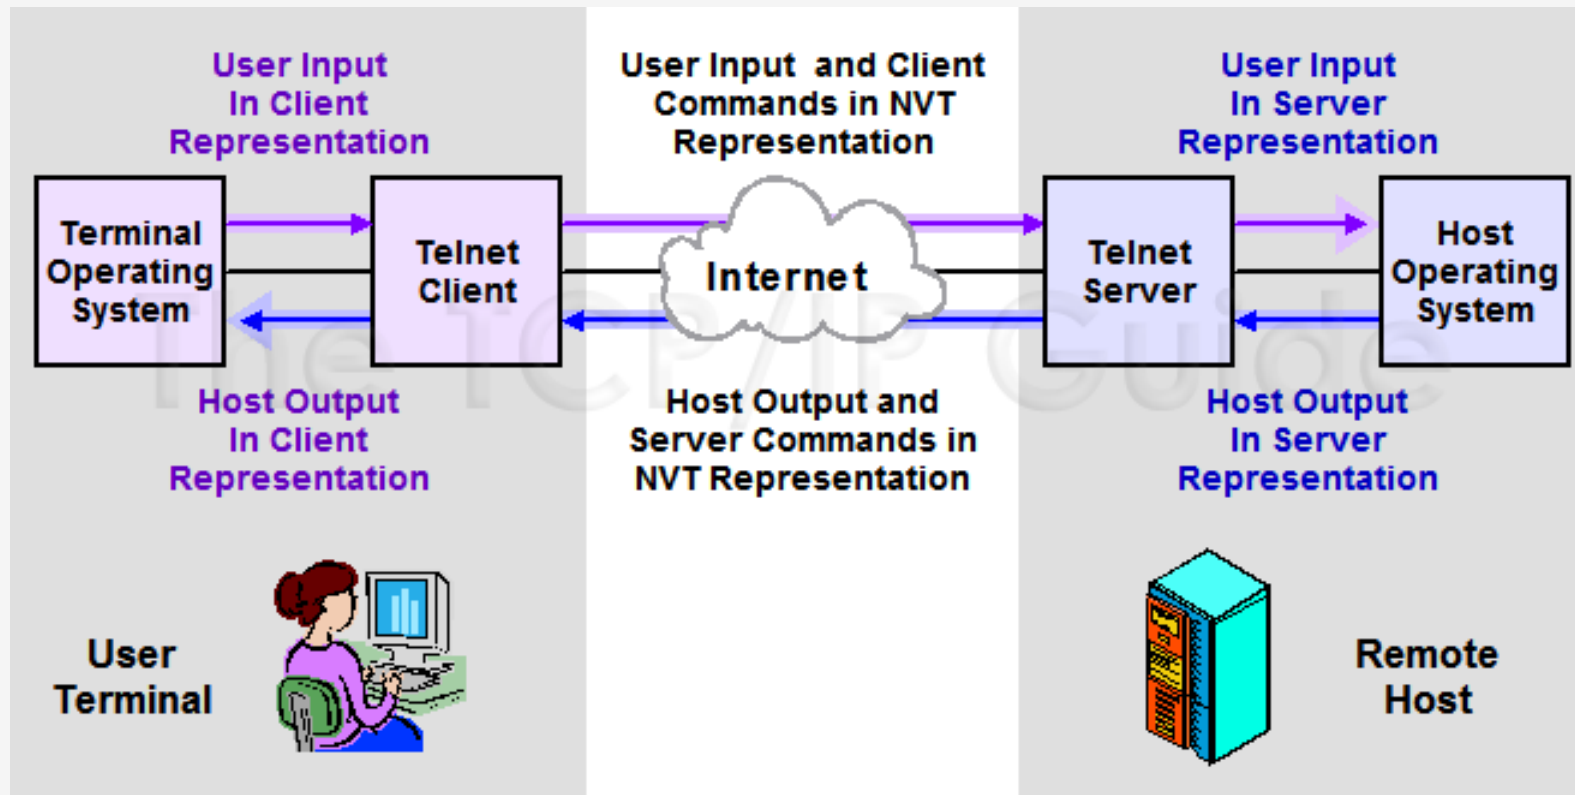 User Input
In Client
Representation
User Input  and Client
Commands in NVT
Representation
User Input
In Server
Representation
Terminal
Operating
System
Telnet
Client
Internet
Telnet
Server
Host
Operating
System
The TCP/IP Guide
Host Output
In Client
Representation
Host Output and
Server Commands in
NVT Representation
Host Output
In Server
Representation
User
Terminal
Remote
Host